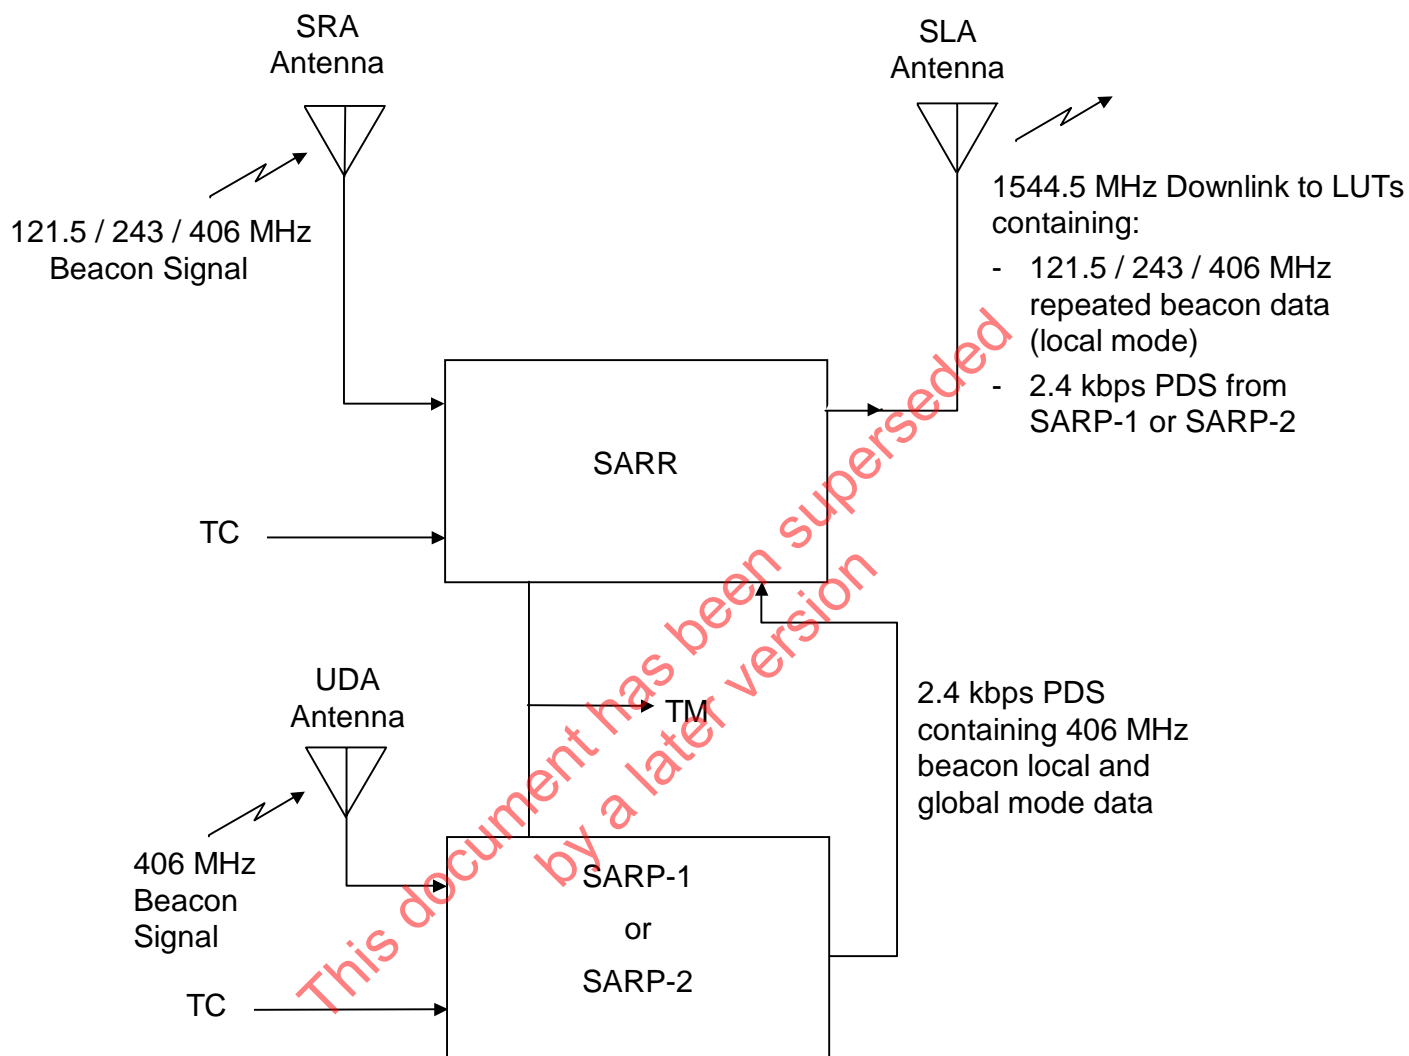 SRA
Antenna
SLA
Antenna
121.5 / 243 / 406 MHz
Beacon Signal
1544.5 MHz Downlink to LUTs
containing:
- 121.5 / 243 / 406 MHz
repeated beacon data
(local mode)
- 2.4 kbps PDS from
SARP-1 or SARP-2
SARR
TC
UDA
Antenna
TM
2.4 kbps PDS
containing 406 MHz
beacon local and
global mode data
406 MHz
Beacon
Signal
SARP-1
or
SARP-2
TC
This document has been superseded
by a later version